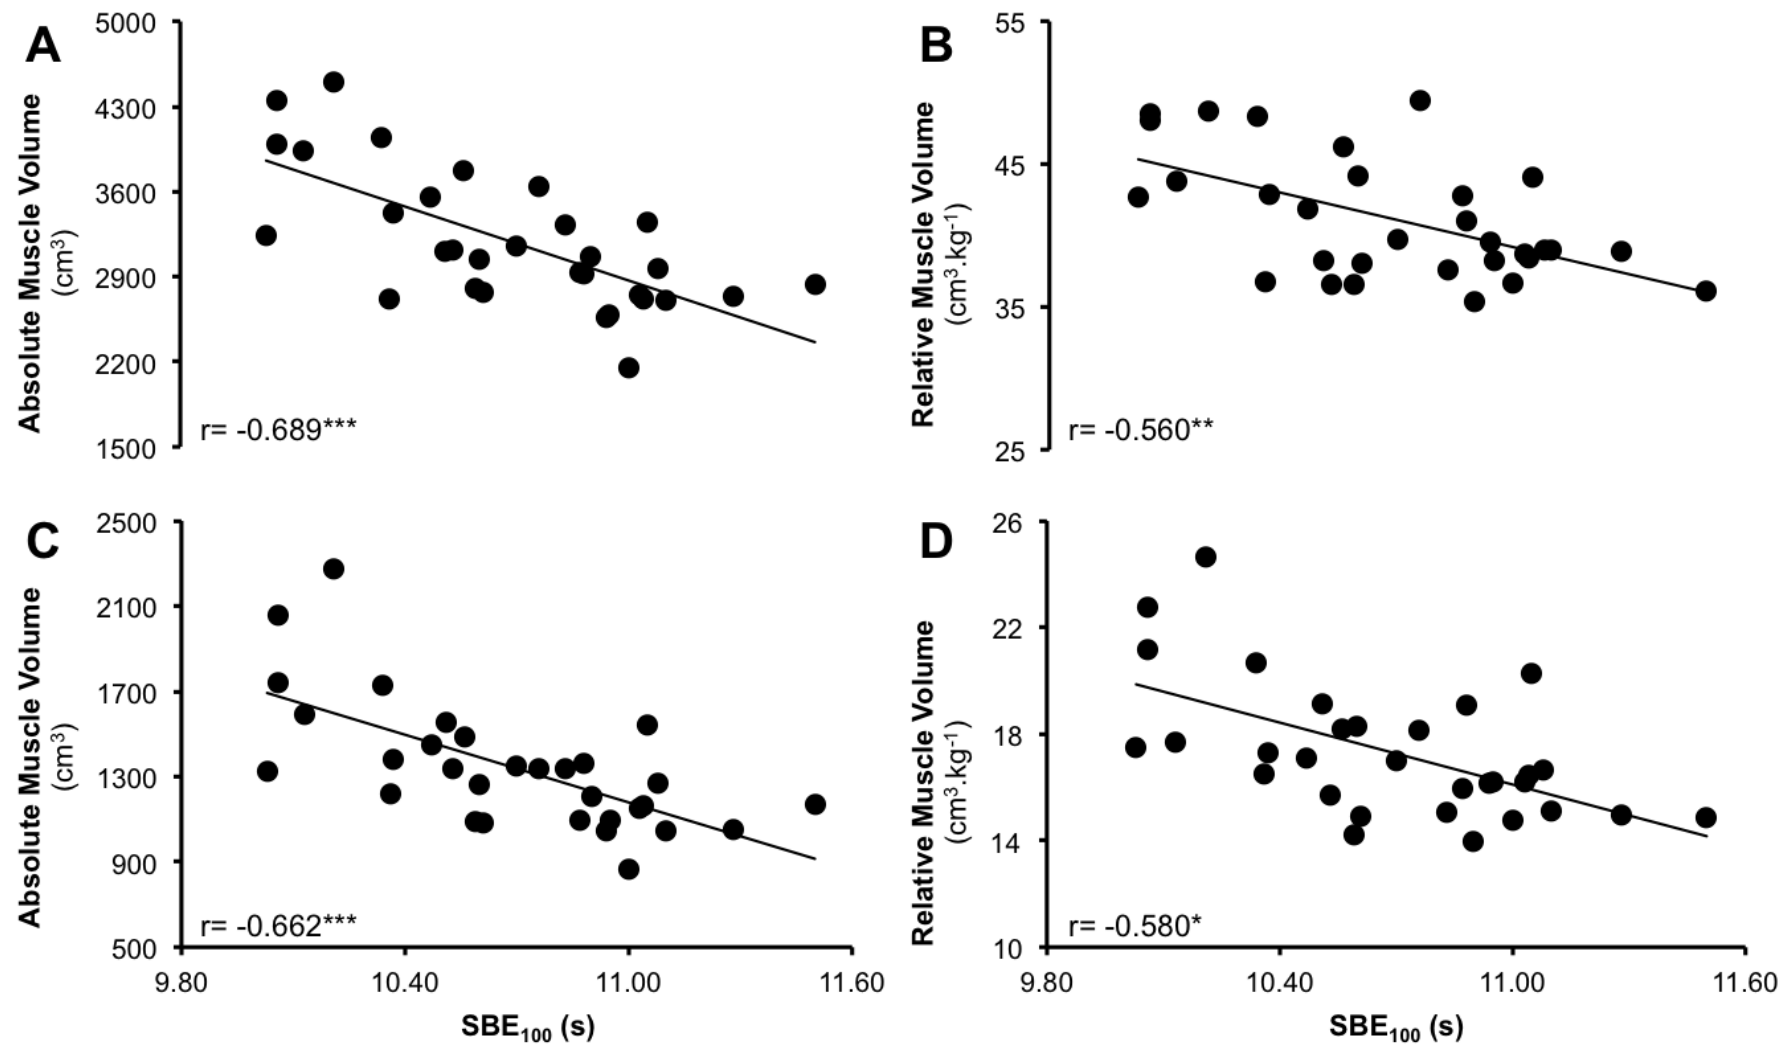 A
Absolute Muscle Volume
(cm³)
5000
4300
3600
2900
2200
1500
r= -0.689***
B
Relative Muscle Volume
(cm³.kg⁻¹)
55
45
35
25
r= -0.560**
C
Absolute Muscle Volume
(cm³)
2500
2100
1700
1300
900
500
r= -0.662***
9.80 10.40 11.00 11.60
SBE₁₀₀ (s)
D
Relative Muscle Volume
(cm³.kg⁻¹)
26
22
18
14
10
r= -0.580*
9.80 10.40 11.00 11.60
SBE₁₀₀ (s)